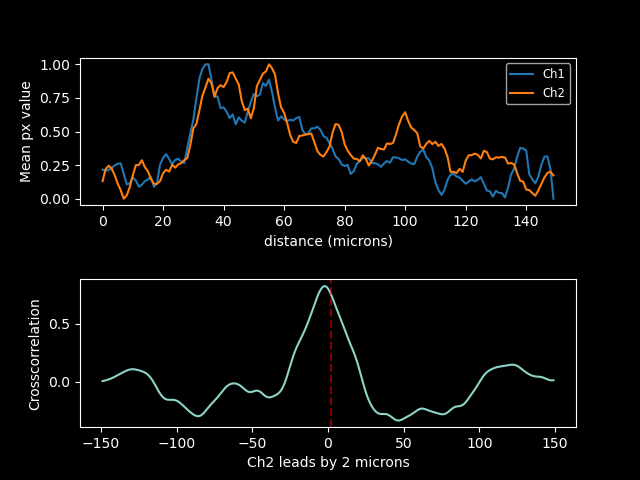 1.00
0.75
0.50
0.25
0.00
Mean px value
Ch1
Ch2
0 20 40 60 80 100 120 140
distance (microns)
0.5
0.0
Crosscorrelation
−150 −100 −50 0 50 100 150
Ch2 leads by 2 microns